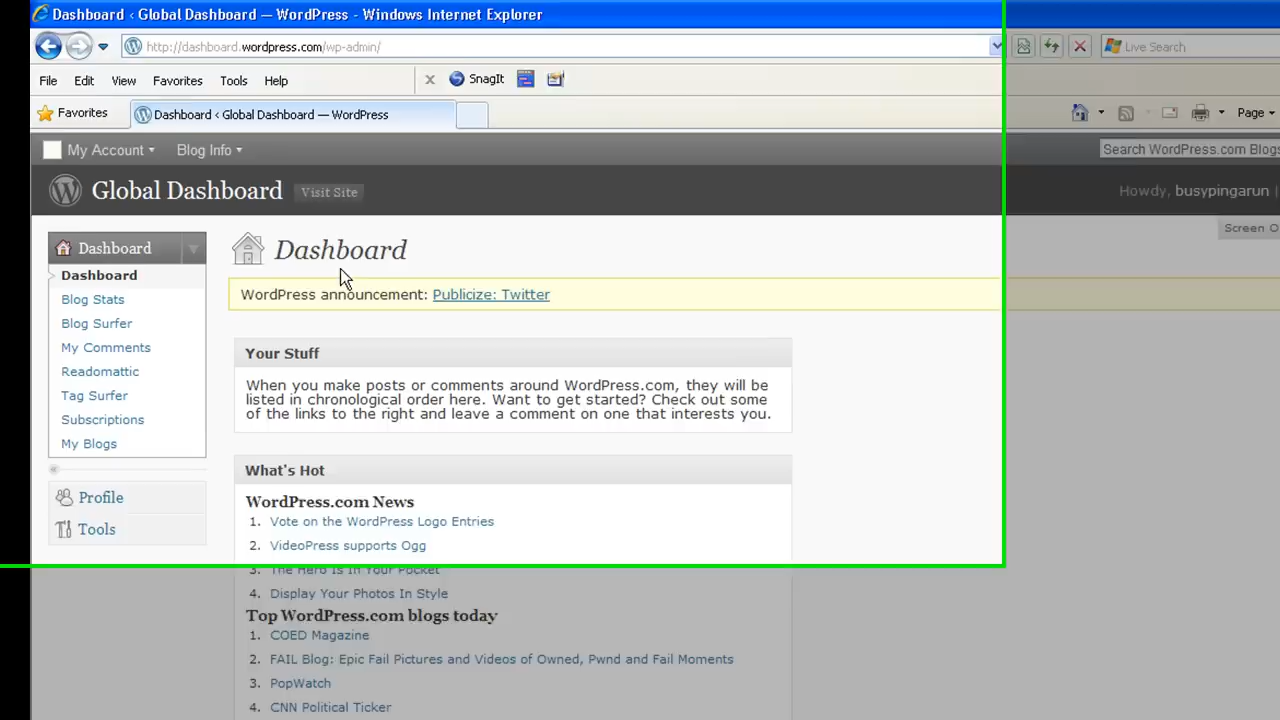 Dashboard ‹ Global Dashboard — WordPress - Windows Internet Explorer
http://dashboard.wordpress.com/wp-admin/
Live Search
File Edit View Favorites Tools Help
SnagIt
Favorites
Dashboard ‹ Global Dashboard — WordPress
Page
My Account
Blog Info
Search WordPress.com Blogs
Global Dashboard
Visit Site
Howdy, busypingarun |
Screen O
Dashboard
Dashboard
Blog Stats
Blog Surfer
My Comments
Readomattic
Tag Surfer
Subscriptions
My Blogs
Profile
Tools
Dashboard
WordPress announcement: Publicize: Twitter
Your Stuff
When you make posts or comments around WordPress.com, they will be
listed in chronological order here. Want to get started? Check out some
of the links to the right and leave a comment on one that interests you.
What's Hot
WordPress.com News
1. Vote on the WordPress Logo Entries
2. VideoPress supports Ogg
3. The Hero Is In Your Pocket
4. Display Your Photos In Style
Top WordPress.com blogs today
1. COED Magazine
2. FAIL Blog: Epic Fail Pictures and Videos of Owned, Pwnd and Fail Moments
3. PopWatch
4. CNN Political Ticker